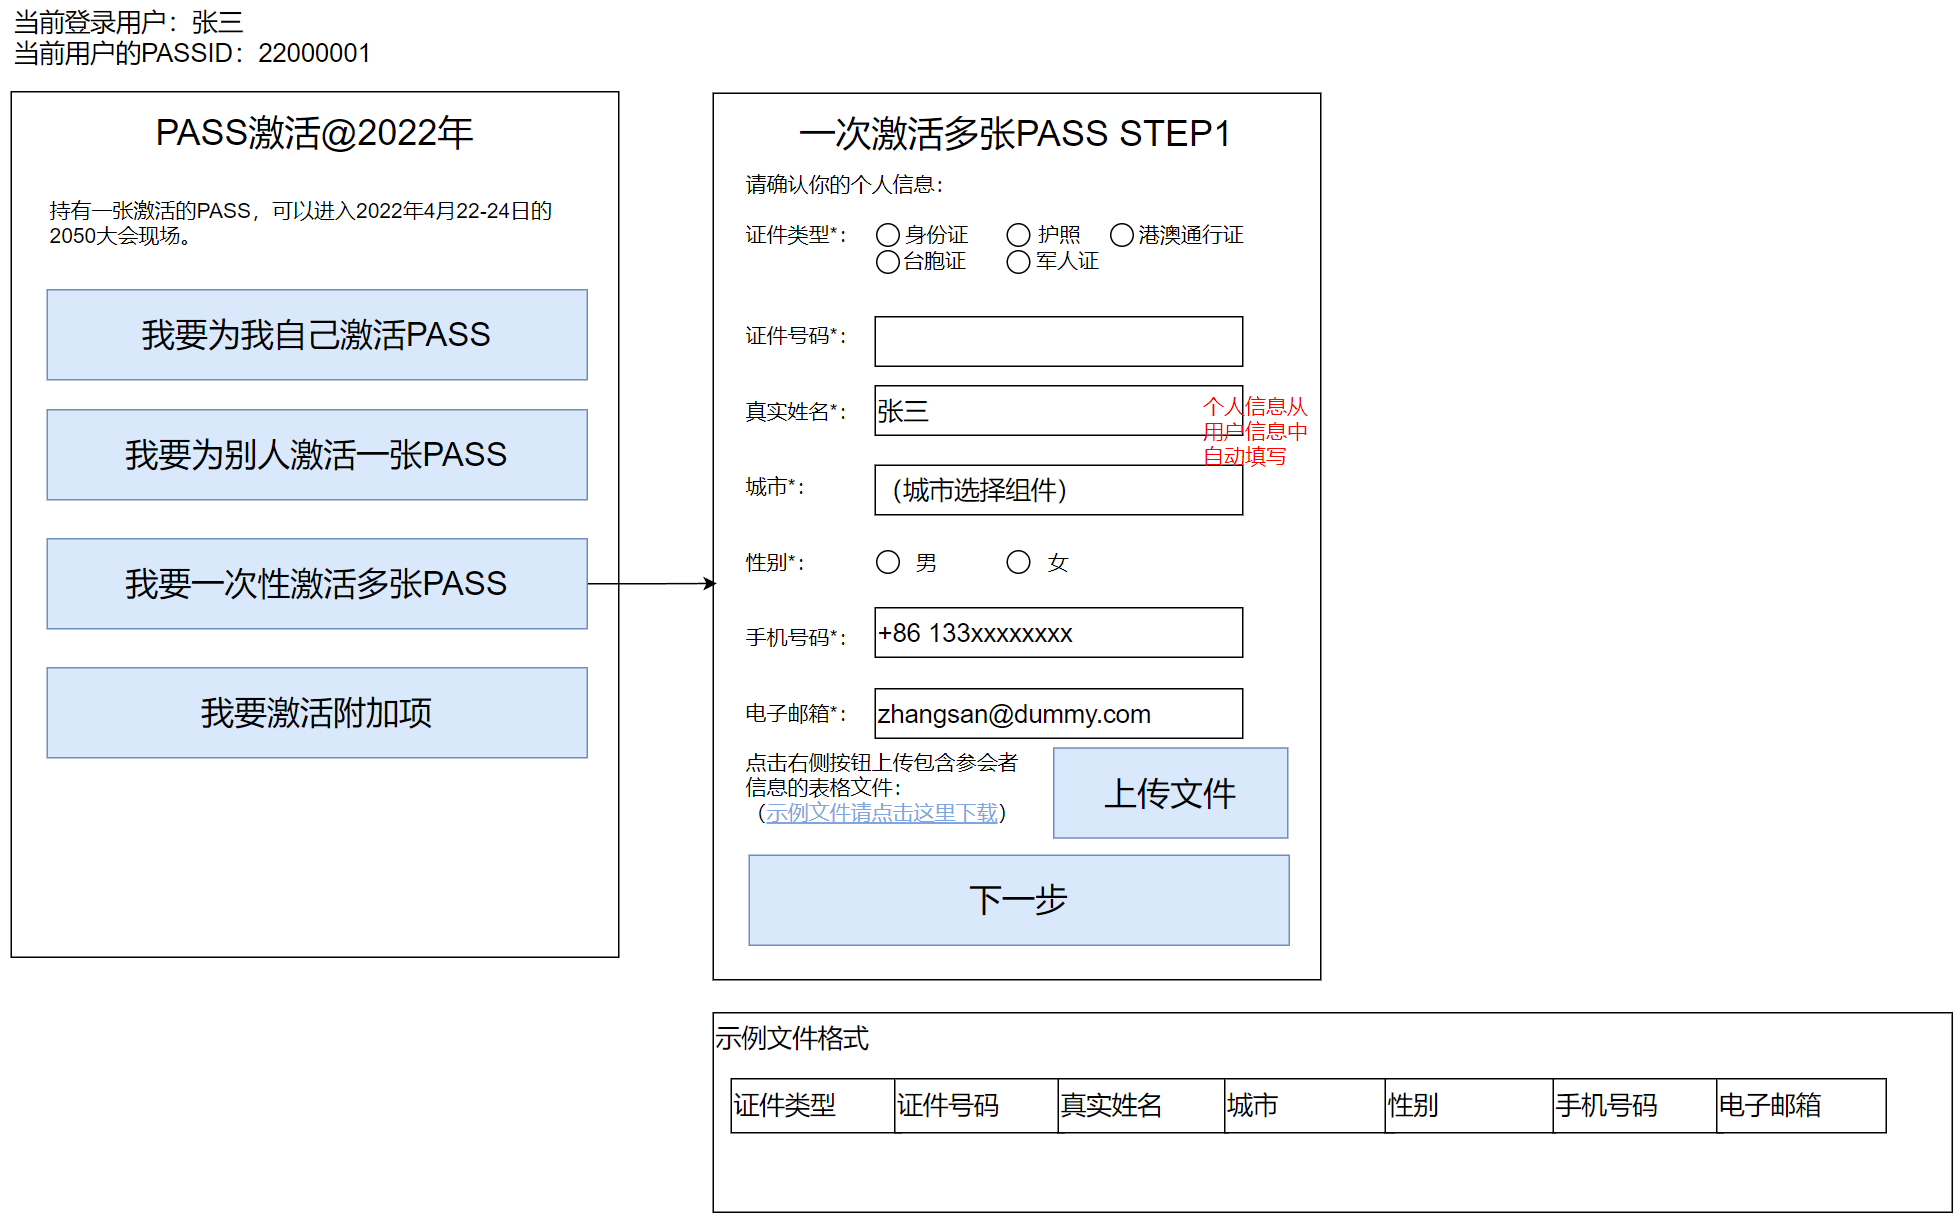 当前登录用户：张三
当前用户的PASSID：22000001
PASS激活@2022年
持有一张激活的PASS，可以进入2022年4月22-24日的
2050大会现场。
我要为我自己激活PASS
我要为别人激活一张PASS
我要一次性激活多张PASS
我要激活附加项
一次激活多张PASS STEP1
请确认你的个人信息：
证件类型*： 身份证 护照 港澳通行证
台胞证 军人证
证件号码*：
真实姓名*： 张三
个人信息从
用户信息中
自动填写
城市*： （城市选择组件）
性别*： 男 女
手机号码*： +86 133xxxxxxxx
电子邮箱*： zhangsan@dummy.com
点击右侧按钮上传包含参会者
信息的表格文件：
（示例文件请点击这里下载）
上传文件
下一步
示例文件格式
证件类型 证件号码 真实姓名 城市 性别 手机号码 电子邮箱